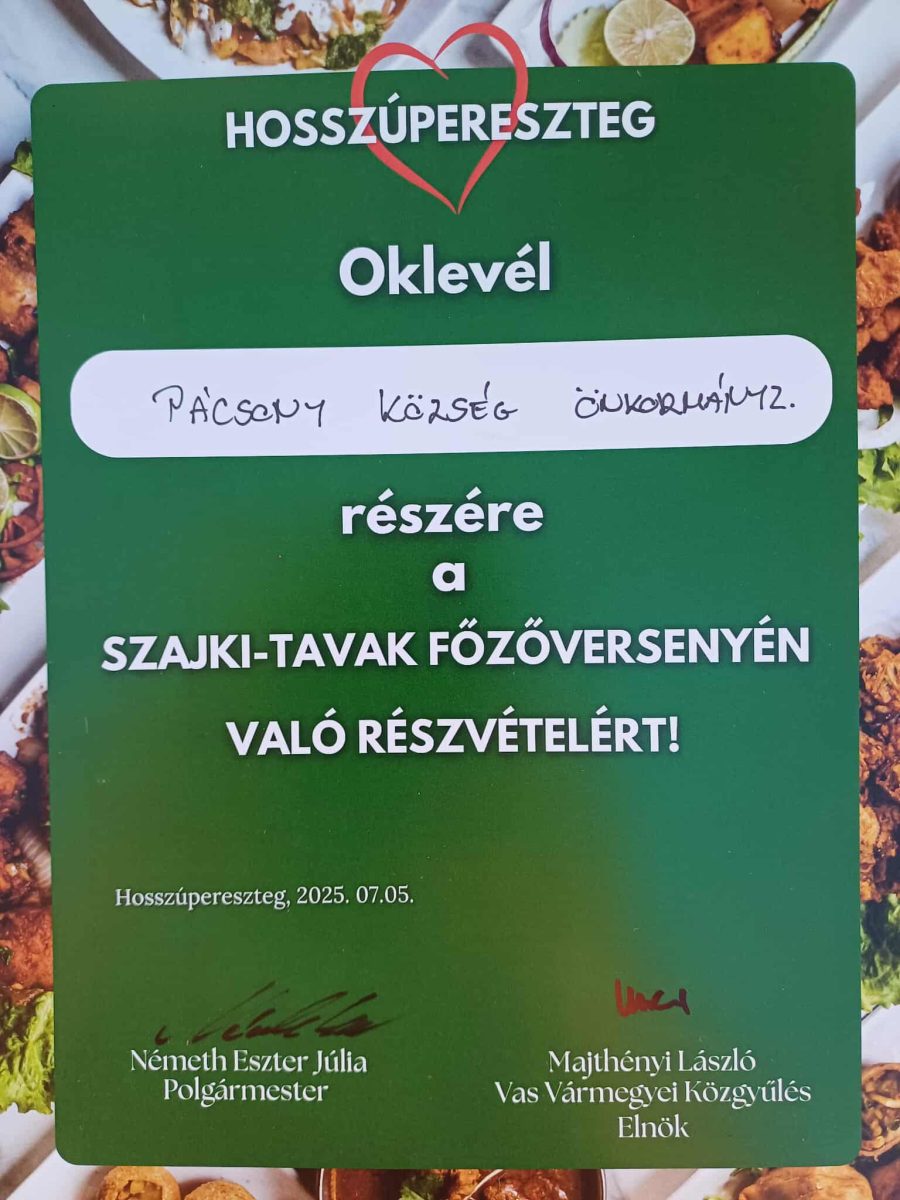 HOSSZÚPERESZTEG
Oklevél
PÁCSONY KÖZSÉG ÖNKORMÁNYZ.
részére
a
SZAJKI-TAVAK FŐZŐVERSENYÉN
VALÓ RÉSZVÉTELÉRT!
Hosszúpereszteg, 2025. 07.05.
Németh Eszter Júlia
Polgármester
Majthényi László
Vas Vármegyei Közgyűlés
Elnök